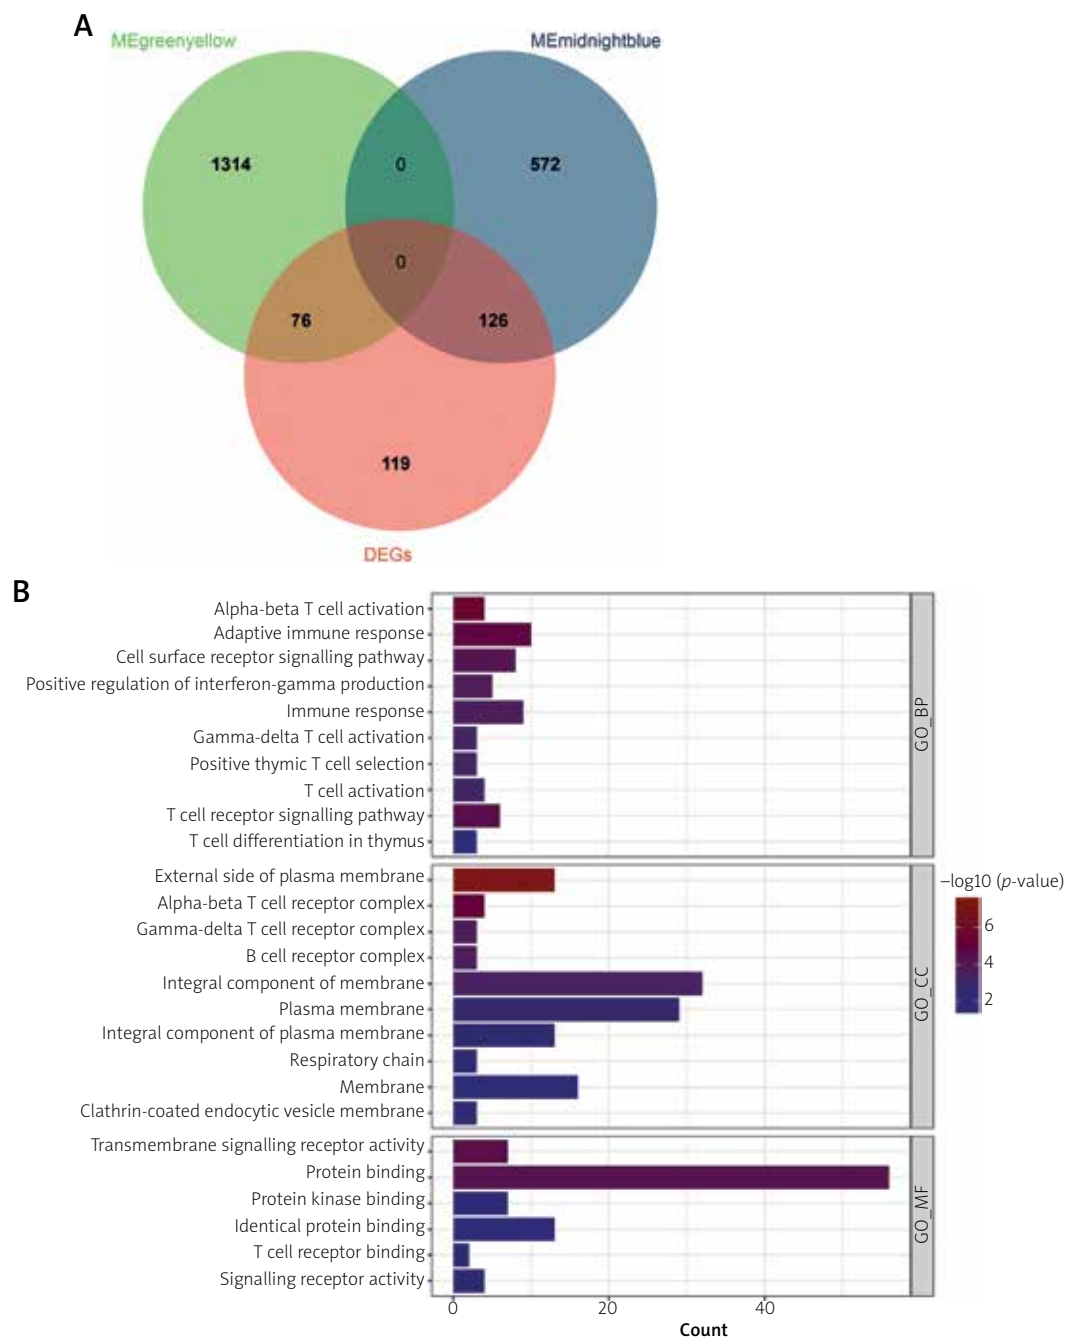 A
MEgreenyellow
MEmidnightblue
1314
0
572
0
76
126
119
DEGs
B
Alpha-beta T cell activation
Adaptive immune response
Cell surface receptor signalling pathway
Positive regulation of interferon-gamma production
Immune response
Gamma-delta T cell activation
Positive thymic T cell selection
T cell activation
T cell receptor signalling pathway
T cell differentiation in thymus
GO_BP
External side of plasma membrane
Alpha-beta T cell receptor complex
Gamma-delta T cell receptor complex
B cell receptor complex
Integral component of membrane
Plasma membrane
Integral component of plasma membrane
Respiratory chain
Membrane
Clathrin-coated endocytic vesicle membrane
GO_CC
–log10 (p-value)
6
4
2
Transmembrane signalling receptor activity
Protein binding
Protein kinase binding
Identical protein binding
T cell receptor binding
Signalling receptor activity
GO_MF
0
20
40
Count